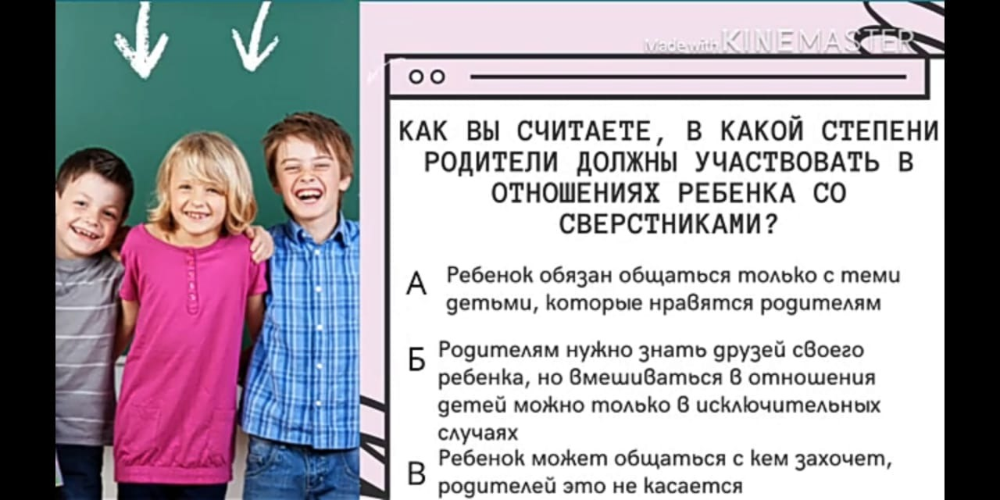 Made with KINEMASTER
КАК ВЫ СЧИТАЕТЕ, В КАКОЙ СТЕПЕНИ
РОДИТЕЛИ ДОЛЖНЫ УЧАСТВОВАТЬ В
ОТНОШЕНИЯХ РЕБЕНКА СО
СВЕРСТНИКАМИ?
А Ребенок обязан общаться только с теми
детьми, которые нравятся родителям
Б Родителям нужно знать друзей своего
ребенка, но вмешиваться в отношения
детей можно только в исключительных
случаях
В Ребенок может общаться с кем захочет,
родителей это не касается